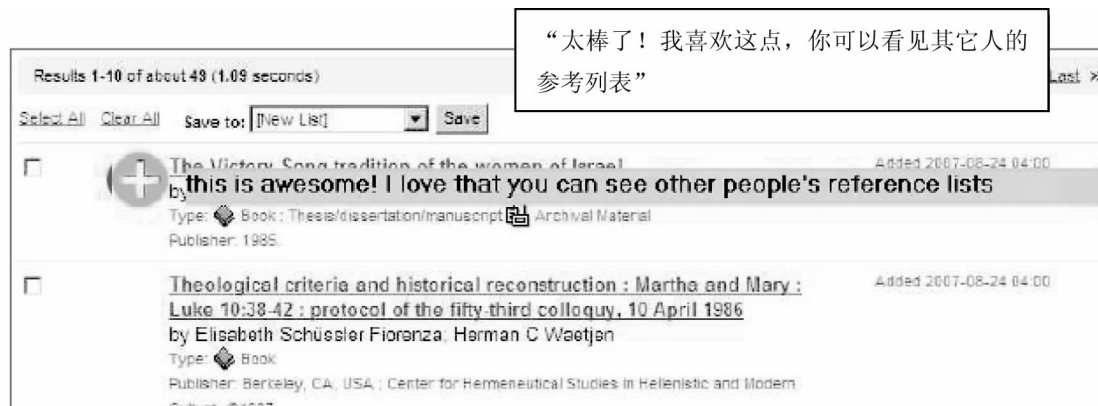 “太棒了！我喜欢这点，你可以看见其它人的
参考列表”
Results 1-10 of about 49 (1.09 seconds)
Last
Select All Clear All Save to: [New List] Save
The Victory Song tradition of the women of Israel
Added 2007-08-24 04:00
by
this is awesome! I love that you can see other people's reference lists
Type: Book : Thesis/dissertation/manuscript Archival Material
Publisher: 1985.
Theological criteria and historical reconstruction : Martha and Mary :
Added 2007-08-24 04:00
Luke 10:38-42 : protocol of the fifty-third colloquy, 10 April 1986
by Elisabeth Schüssler Fiorenza; Herman C Waetjen
Type: Book
Publisher: Berkeley, CA, USA : Center for Hermeneutical Studies in Hellenistic and Modern